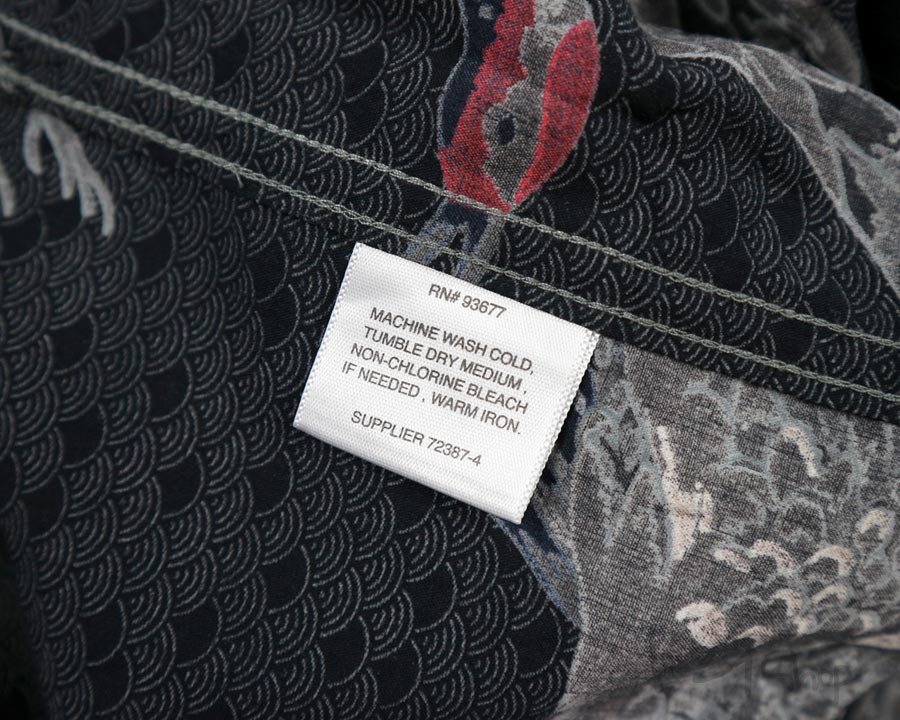 RN# 93677
MACHINE WASH COLD,
TUMBLE DRY MEDIUM ,
NON-CHLORINE BLEACH
IF NEEDED , WARM IRON.
SUPPLIER 72387-4